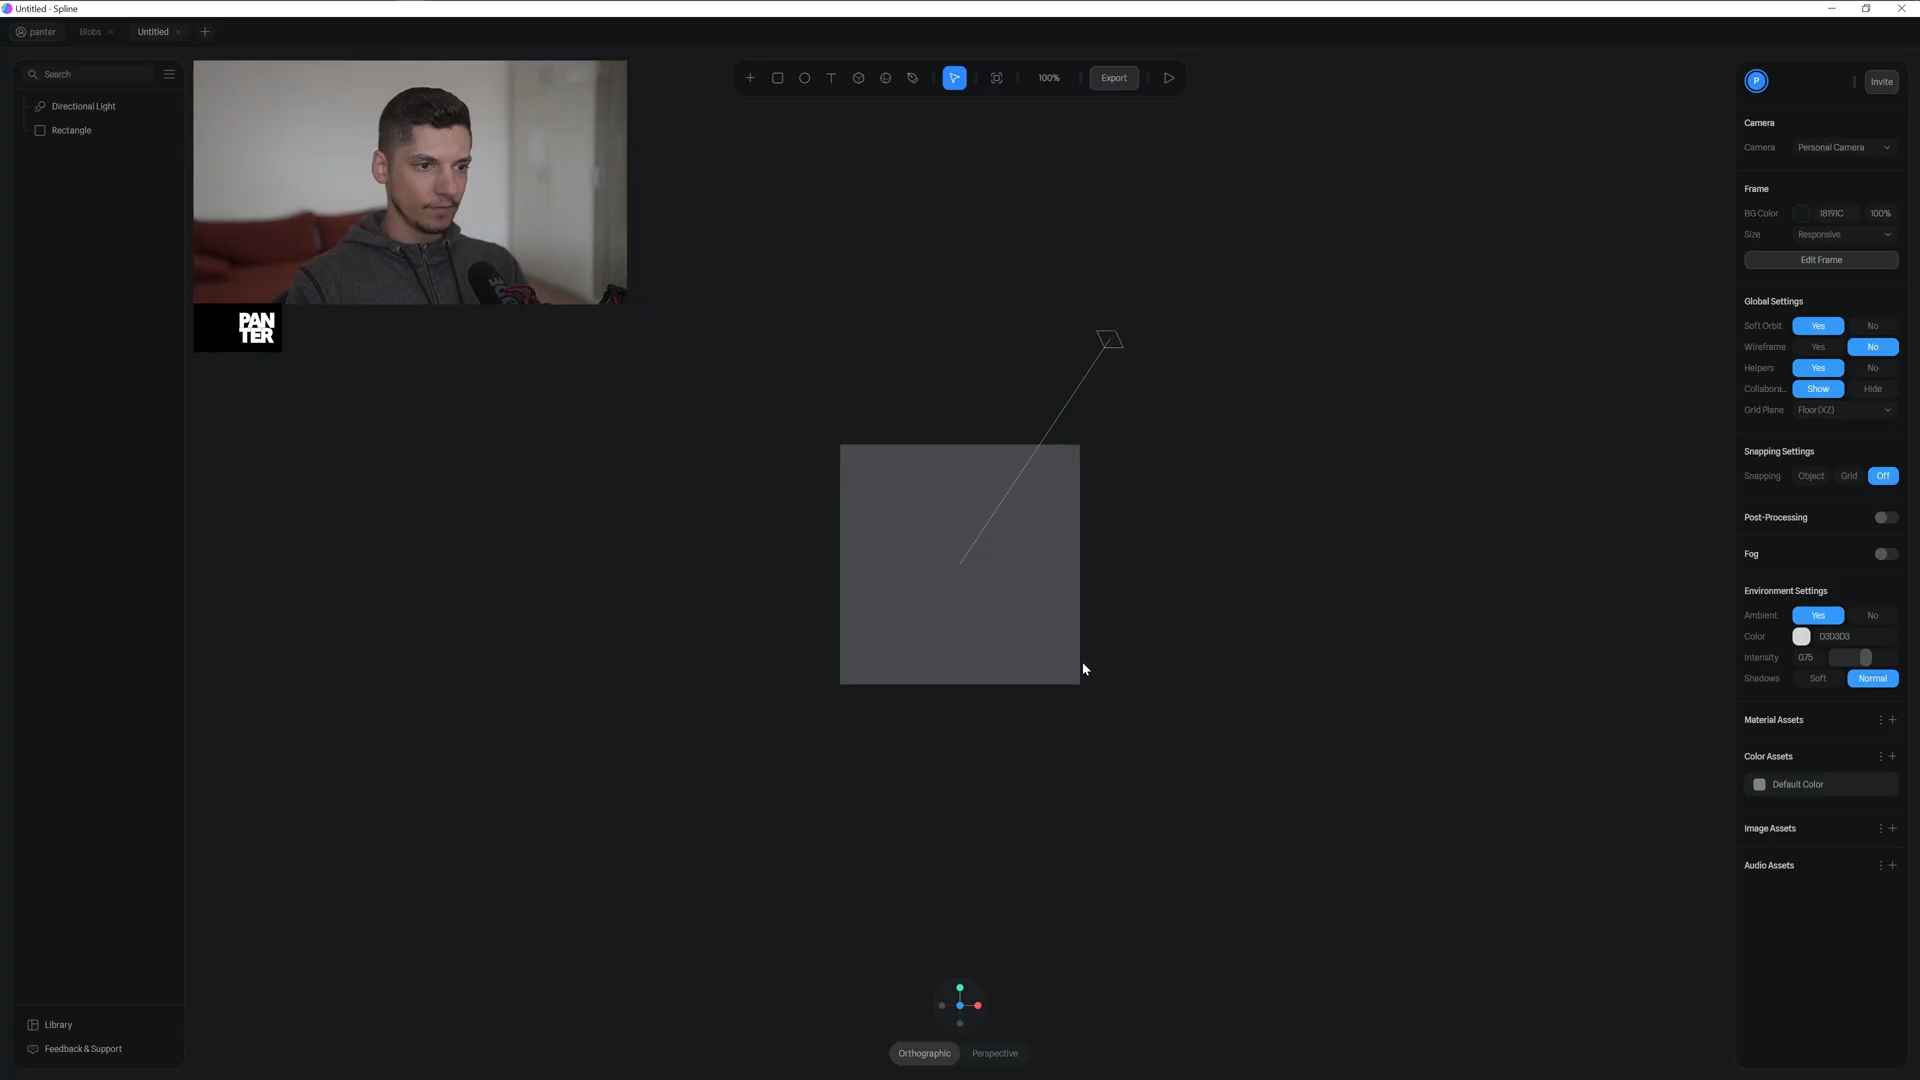 Untitled - Spline
panter
Blobs
Untitled
Search
Directional Light
Rectangle
PAN
TER
T
100%
Export
P
Invite
Camera
Camera Personal Camera
Frame
BG Color 18191C 100%
Size Responsive
Edit Frame
Global Settings
Soft Orbit Yes No
Wireframe Yes No
Helpers Yes No
Collabora... Show Hide
Grid Plane Floor (XZ)
Snapping Settings
Snapping Object Grid Off
Post-Processing
Fog
Environment Settings
Ambient Yes No
Color D3D3D3
Intensity 0.75
Shadows Soft Normal
Material Assets
Color Assets
Default Color
Image Assets
Audio Assets
Library
Feedback & Support
Orthographic Perspective